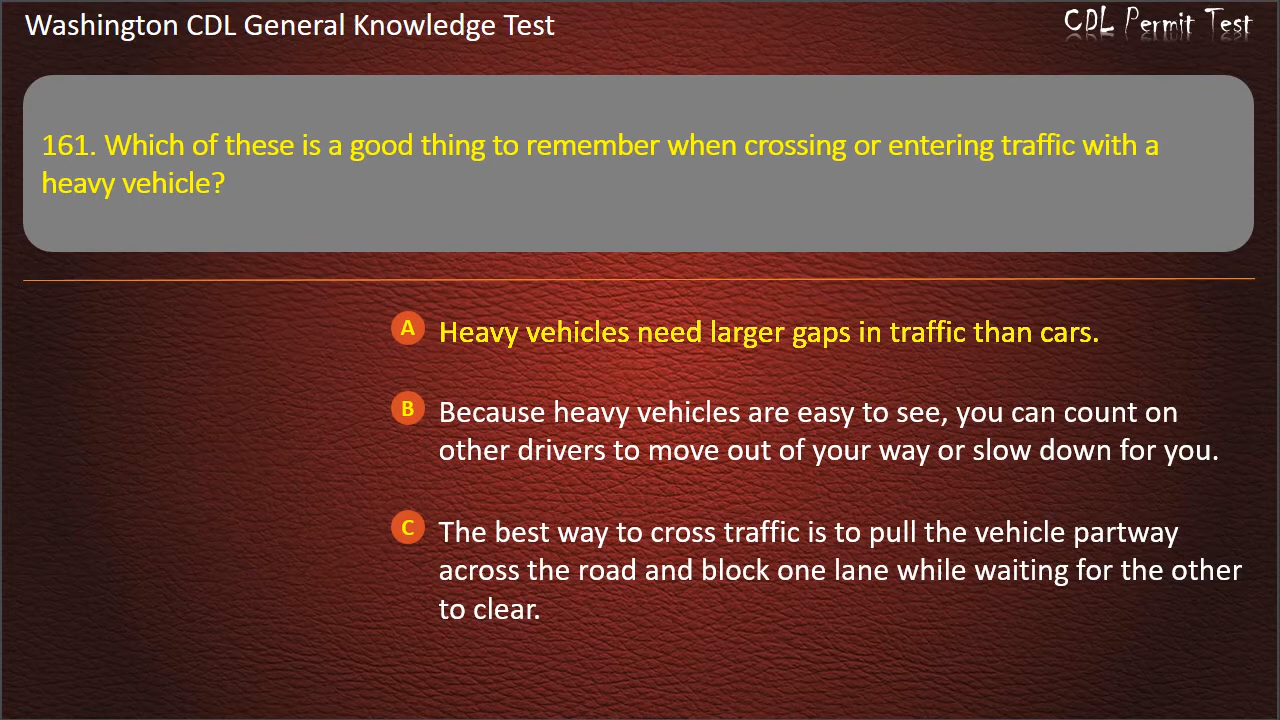 Washington CDL General Knowledge Test
CDL Permit Test
161. Which of these is a good thing to remember when crossing or entering traffic with a
heavy vehicle?
A Heavy vehicles need larger gaps in traffic than cars.
B Because heavy vehicles are easy to see, you can count on
other drivers to move out of your way or slow down for you.
C The best way to cross traffic is to pull the vehicle partway
across the road and block one lane while waiting for the other
to clear.